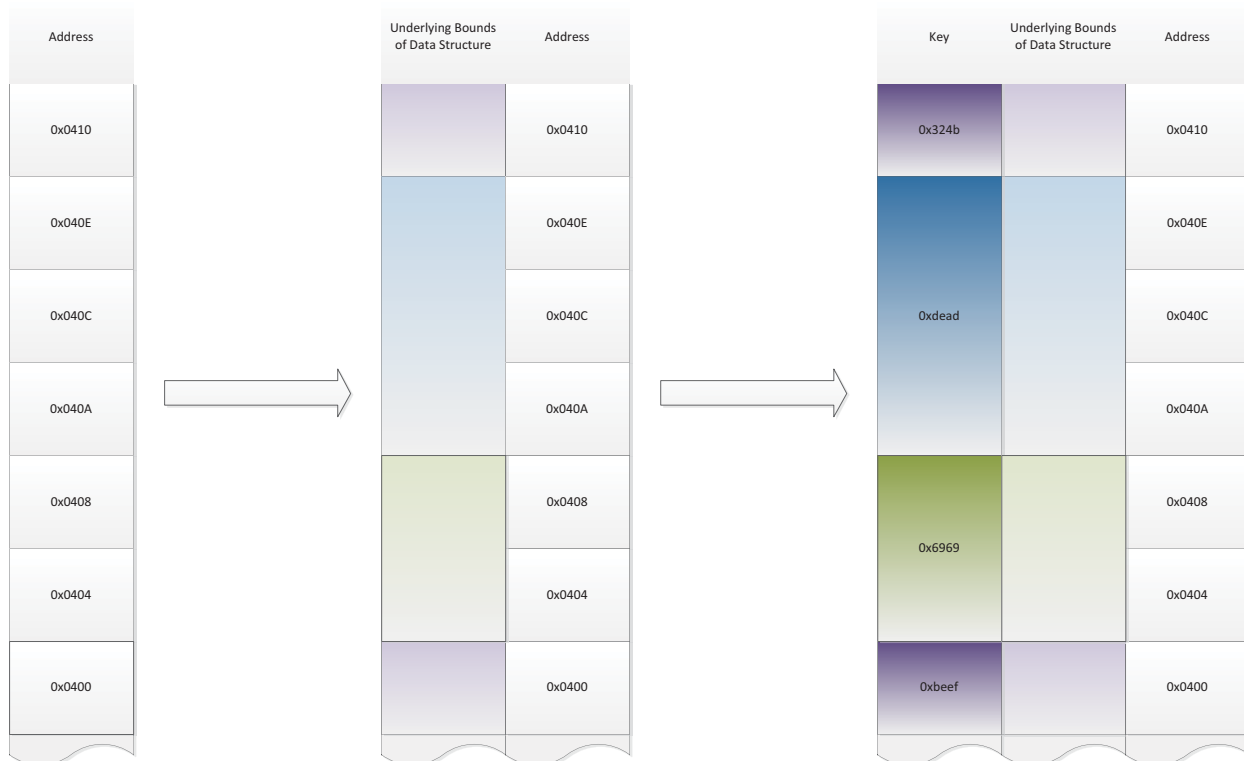 Address
0x0410
0x040E
0x040C
0x040A
0x0408
0x0404
0x0400
Underlying Bounds
of Data Structure
Address
0x0410
0x040E
0x040C
0x040A
0x0408
0x0404
0x0400
Key
Underlying Bounds
of Data Structure
Address
0x324b
0x0410
0x040E
0xdead
0x040C
0x040A
0x0408
0x6969
0x0404
0xbeef
0x0400